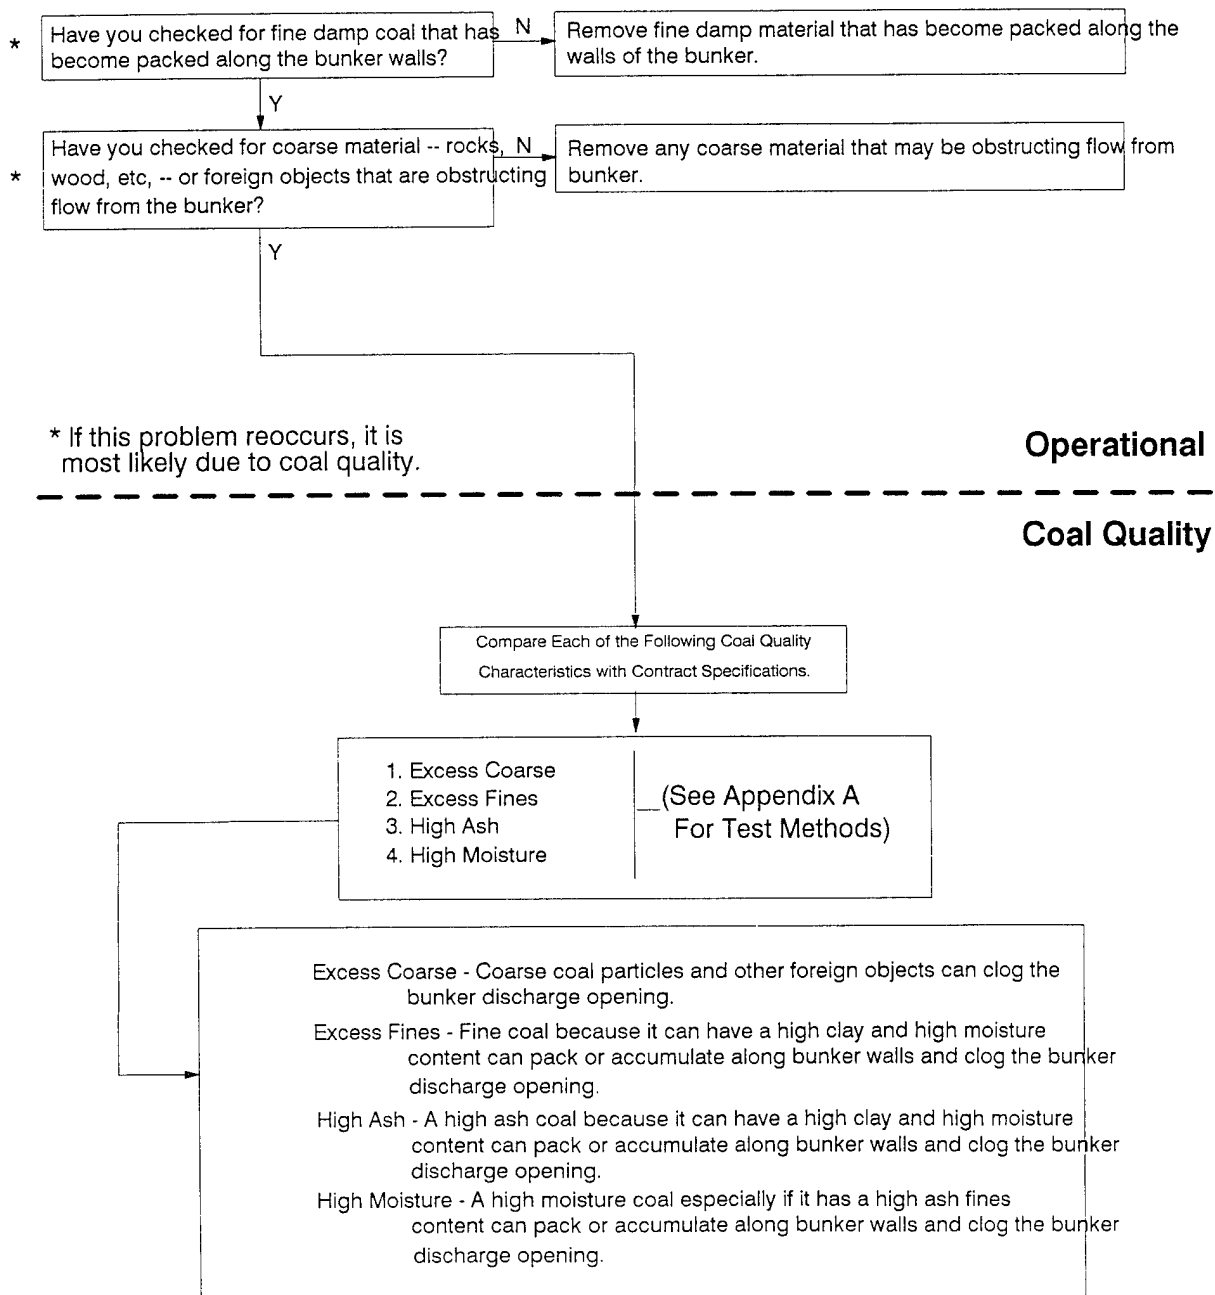 * Have you checked for fine damp coal that has
become packed along the bunker walls?
N
Remove fine damp material that has become packed along the
walls of the bunker.
Y
* Have you checked for coarse material -- rocks,
wood, etc, -- or foreign objects that are obstructing
flow from the bunker?
N
Remove any coarse material that may be obstructing flow from
bunker.
Y
* If this problem reoccurs, it is
most likely due to coal quality.
Operational
Coal Quality
Compare Each of the Following Coal Quality
Characteristics with Contract Specifications.
1. Excess Coarse
2. Excess Fines
3. High Ash
4. High Moisture
(See Appendix A
For Test Methods)
Excess Coarse - Coarse coal particles and other foreign objects can clog the
bunker discharge opening.
Excess Fines - Fine coal because it can have a high clay and high moisture
content can pack or accumulate along bunker walls and clog the bunker
discharge opening.
High Ash - A high ash coal because it can have a high clay and high moisture
content can pack or accumulate along bunker walls and clog the bunker
discharge opening.
High Moisture - A high moisture coal especially if it has a high ash fines
content can pack or accumulate along bunker walls and clog the bunker
discharge opening.